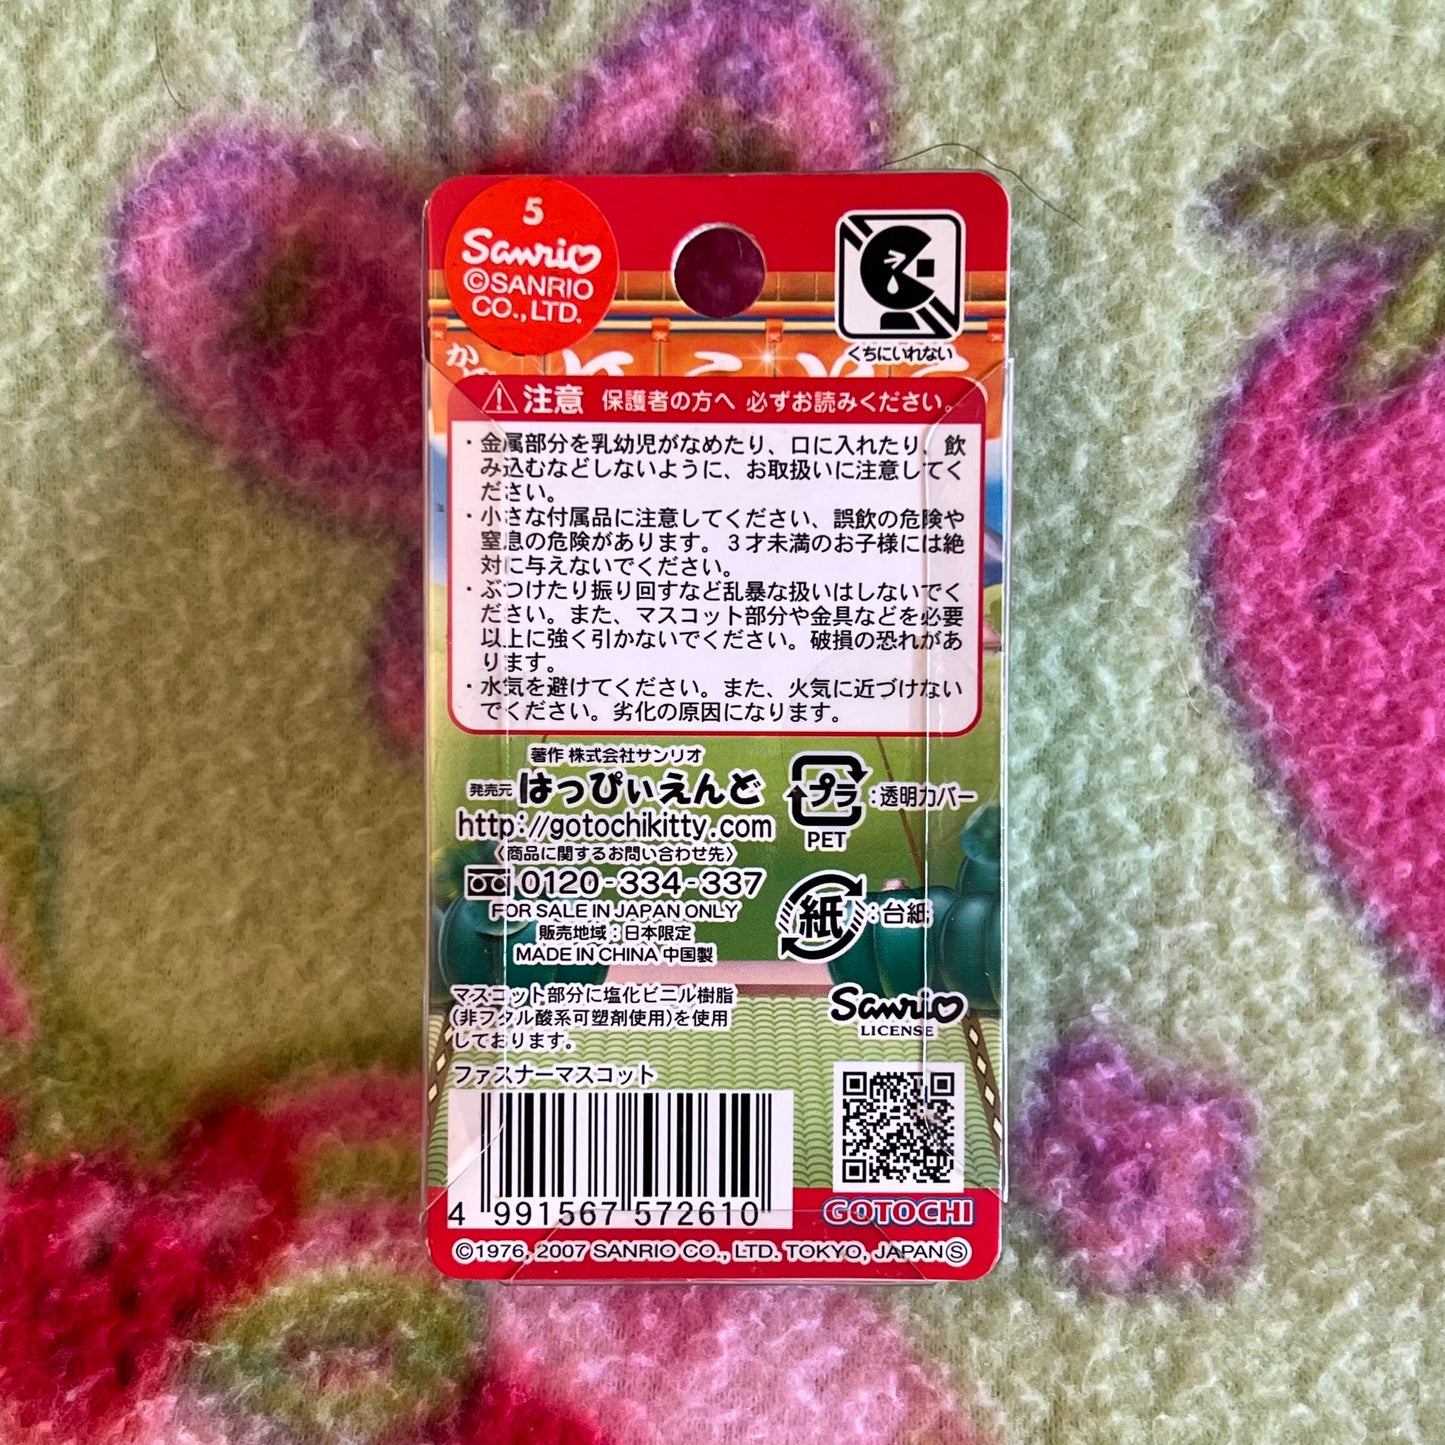 5
Sanrio
©SANRIO
CO.,LTD.
くちにいれない
か
⚠注意 保護者の方へ 必ずお読みください。
・金属部分を乳幼児がなめたり、口に入れたり、飲
み込むなどしないように、お取扱いに注意してく
ださい。
・小さな付属品に注意してください、誤飲の危険や
窒息の危険があります。3才未満のお子様には絶
対に与えないでください。
・ぶつけたり振り回すなど乱暴な扱いはしないでく
ださい。また、マスコット部分や金具などを必要
以上に強く引かないでください。破損の恐れがあ
ります。
・水気を避けてください。また、火気に近づけない
でください。劣化の原因になります。
著作 株式会社サンリオ
発売元 はっぴぃえんど
http://gotochikitty.com
〈商品に関するお問い合わせ先〉
0120-334-337
FOR SALE IN JAPAN ONLY
販売地域：日本限定
MADE IN CHINA 中国製
プラ：透明カバー
PET
紙：台紙
マスコット部分に塩化ビニル樹脂
(非フタル酸系可塑剤使用)を使用
しております。
Sanrio
LICENSE
ファスナーマスコット
4 991567 572610
GOTOCHI
©1976, 2007 SANRIO CO., LTD. TOKYO, JAPAN Ⓢ